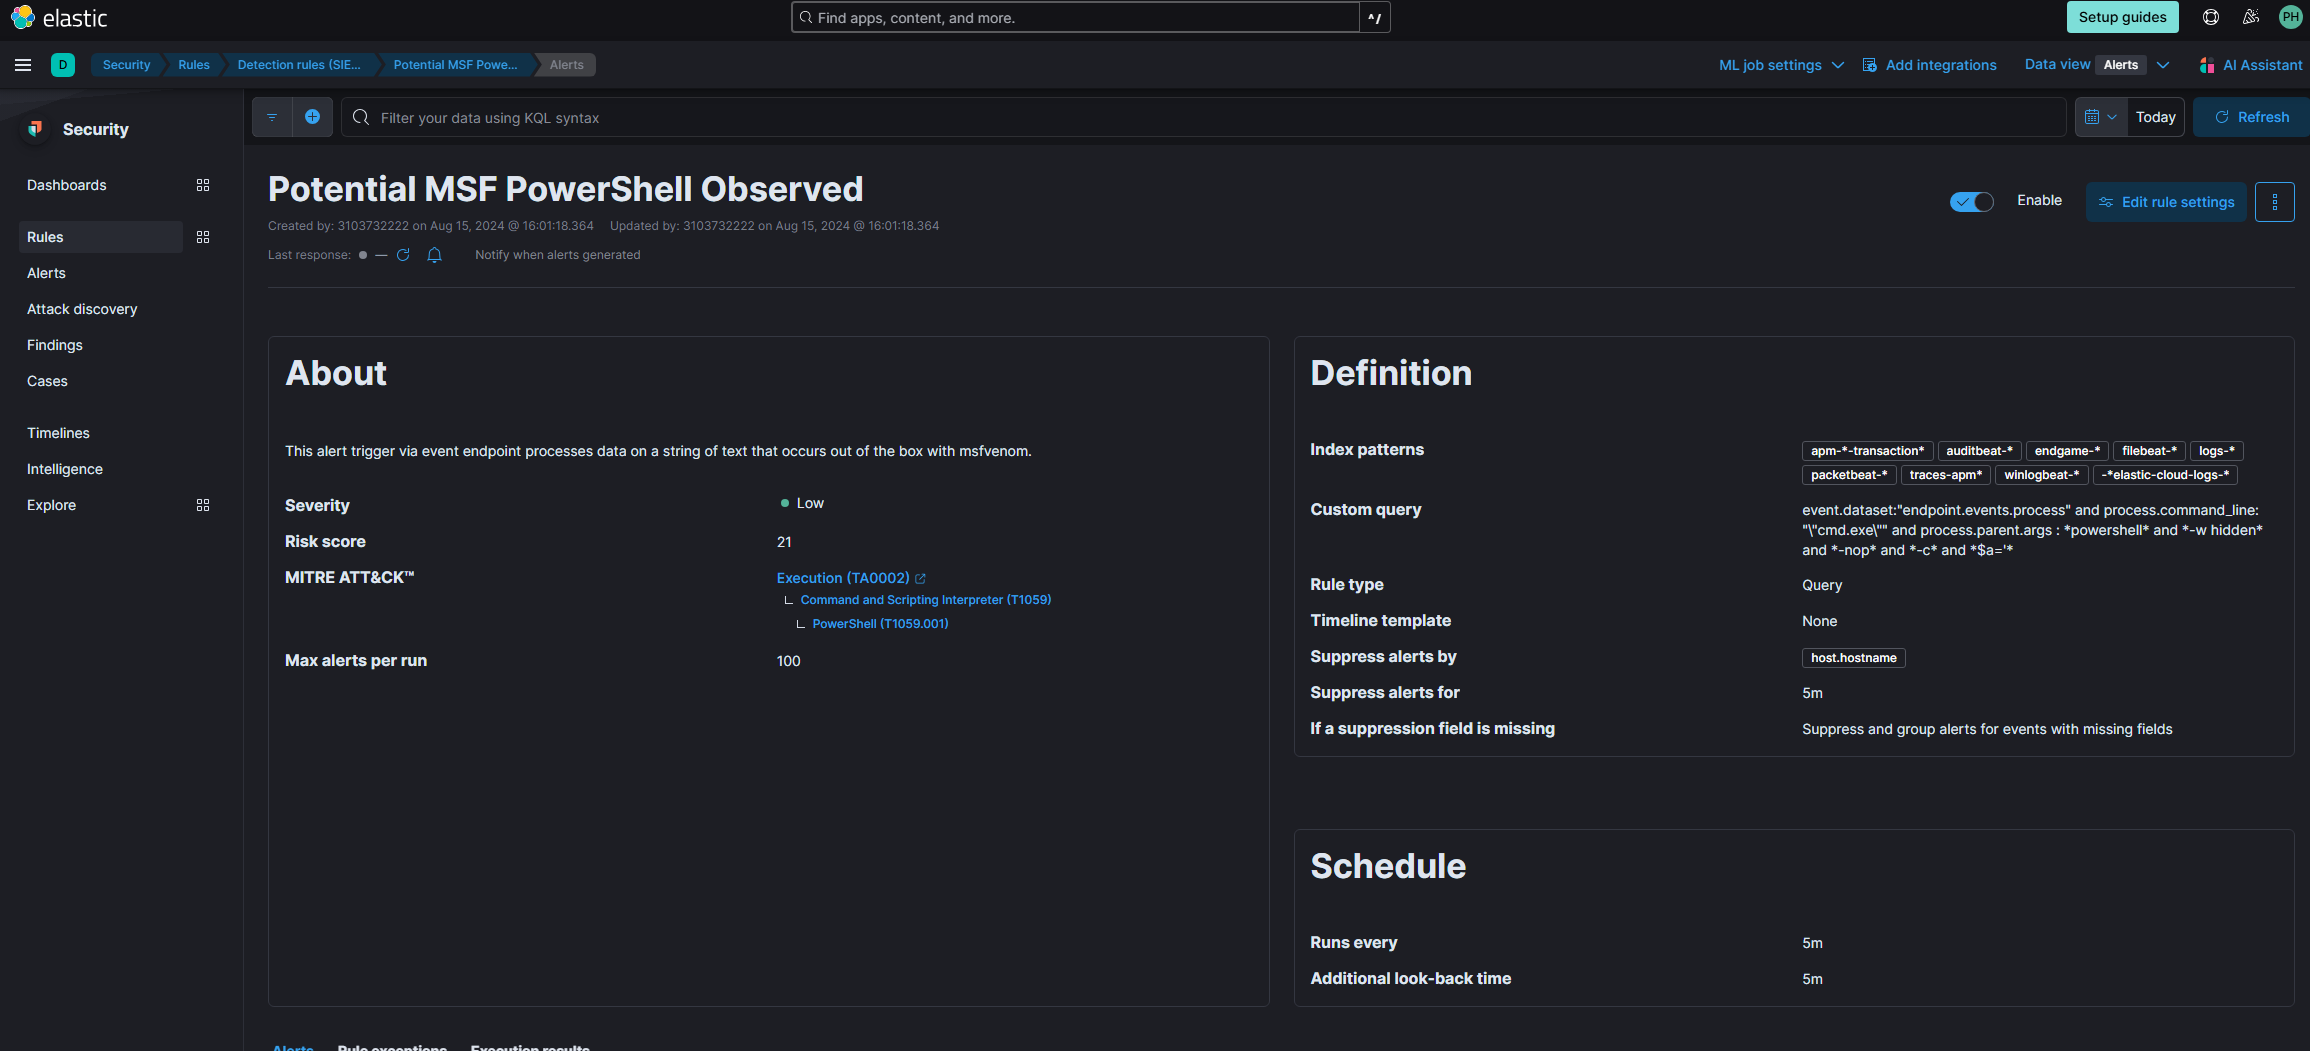 elastic
Find apps, content, and more.
^/
Setup guides
PH
D
Security
Rules
Detection rules (SIE...
Potential MSF Powe...
Alerts
ML job settings
Add integrations
Data view
Alerts
AI Assistant
Security
Filter your data using KQL syntax
Today
Refresh
Dashboards
Rules
Alerts
Attack discovery
Findings
Cases
Timelines
Intelligence
Explore
Potential MSF PowerShell Observed
Created by: 3103732222 on Aug 15, 2024 @ 16:01:18.364 Updated by: 3103732222 on Aug 15, 2024 @ 16:01:18.364
Last response: — Notify when alerts generated
Enable
Edit rule settings
About
This alert trigger via event endpoint processes data on a string of text that occurs out of the box with msfvenom.
Severity Low
Risk score 21
MITRE ATT&CK™ Execution (TA0002)
Command and Scripting Interpreter (T1059)
PowerShell (T1059.001)
Max alerts per run 100
Definition
Index patterns apm-*-transaction* auditbeat-* endgame-* filebeat-* logs-*
packetbeat-* traces-apm* winlogbeat-* -*elastic-cloud-logs-*
Custom query event.dataset:"endpoint.events.process" and process.command_line:
"\"cmd.exe\"" and process.parent.args : *powershell* and *-w hidden*
and *-nop* and *-c* and *$a='*
Rule type Query
Timeline template None
Suppress alerts by host.hostname
Suppress alerts for 5m
If a suppression field is missing Suppress and group alerts for events with missing fields
Schedule
Runs every 5m
Additional look-back time 5m
Alerts Rule exceptions Execution results